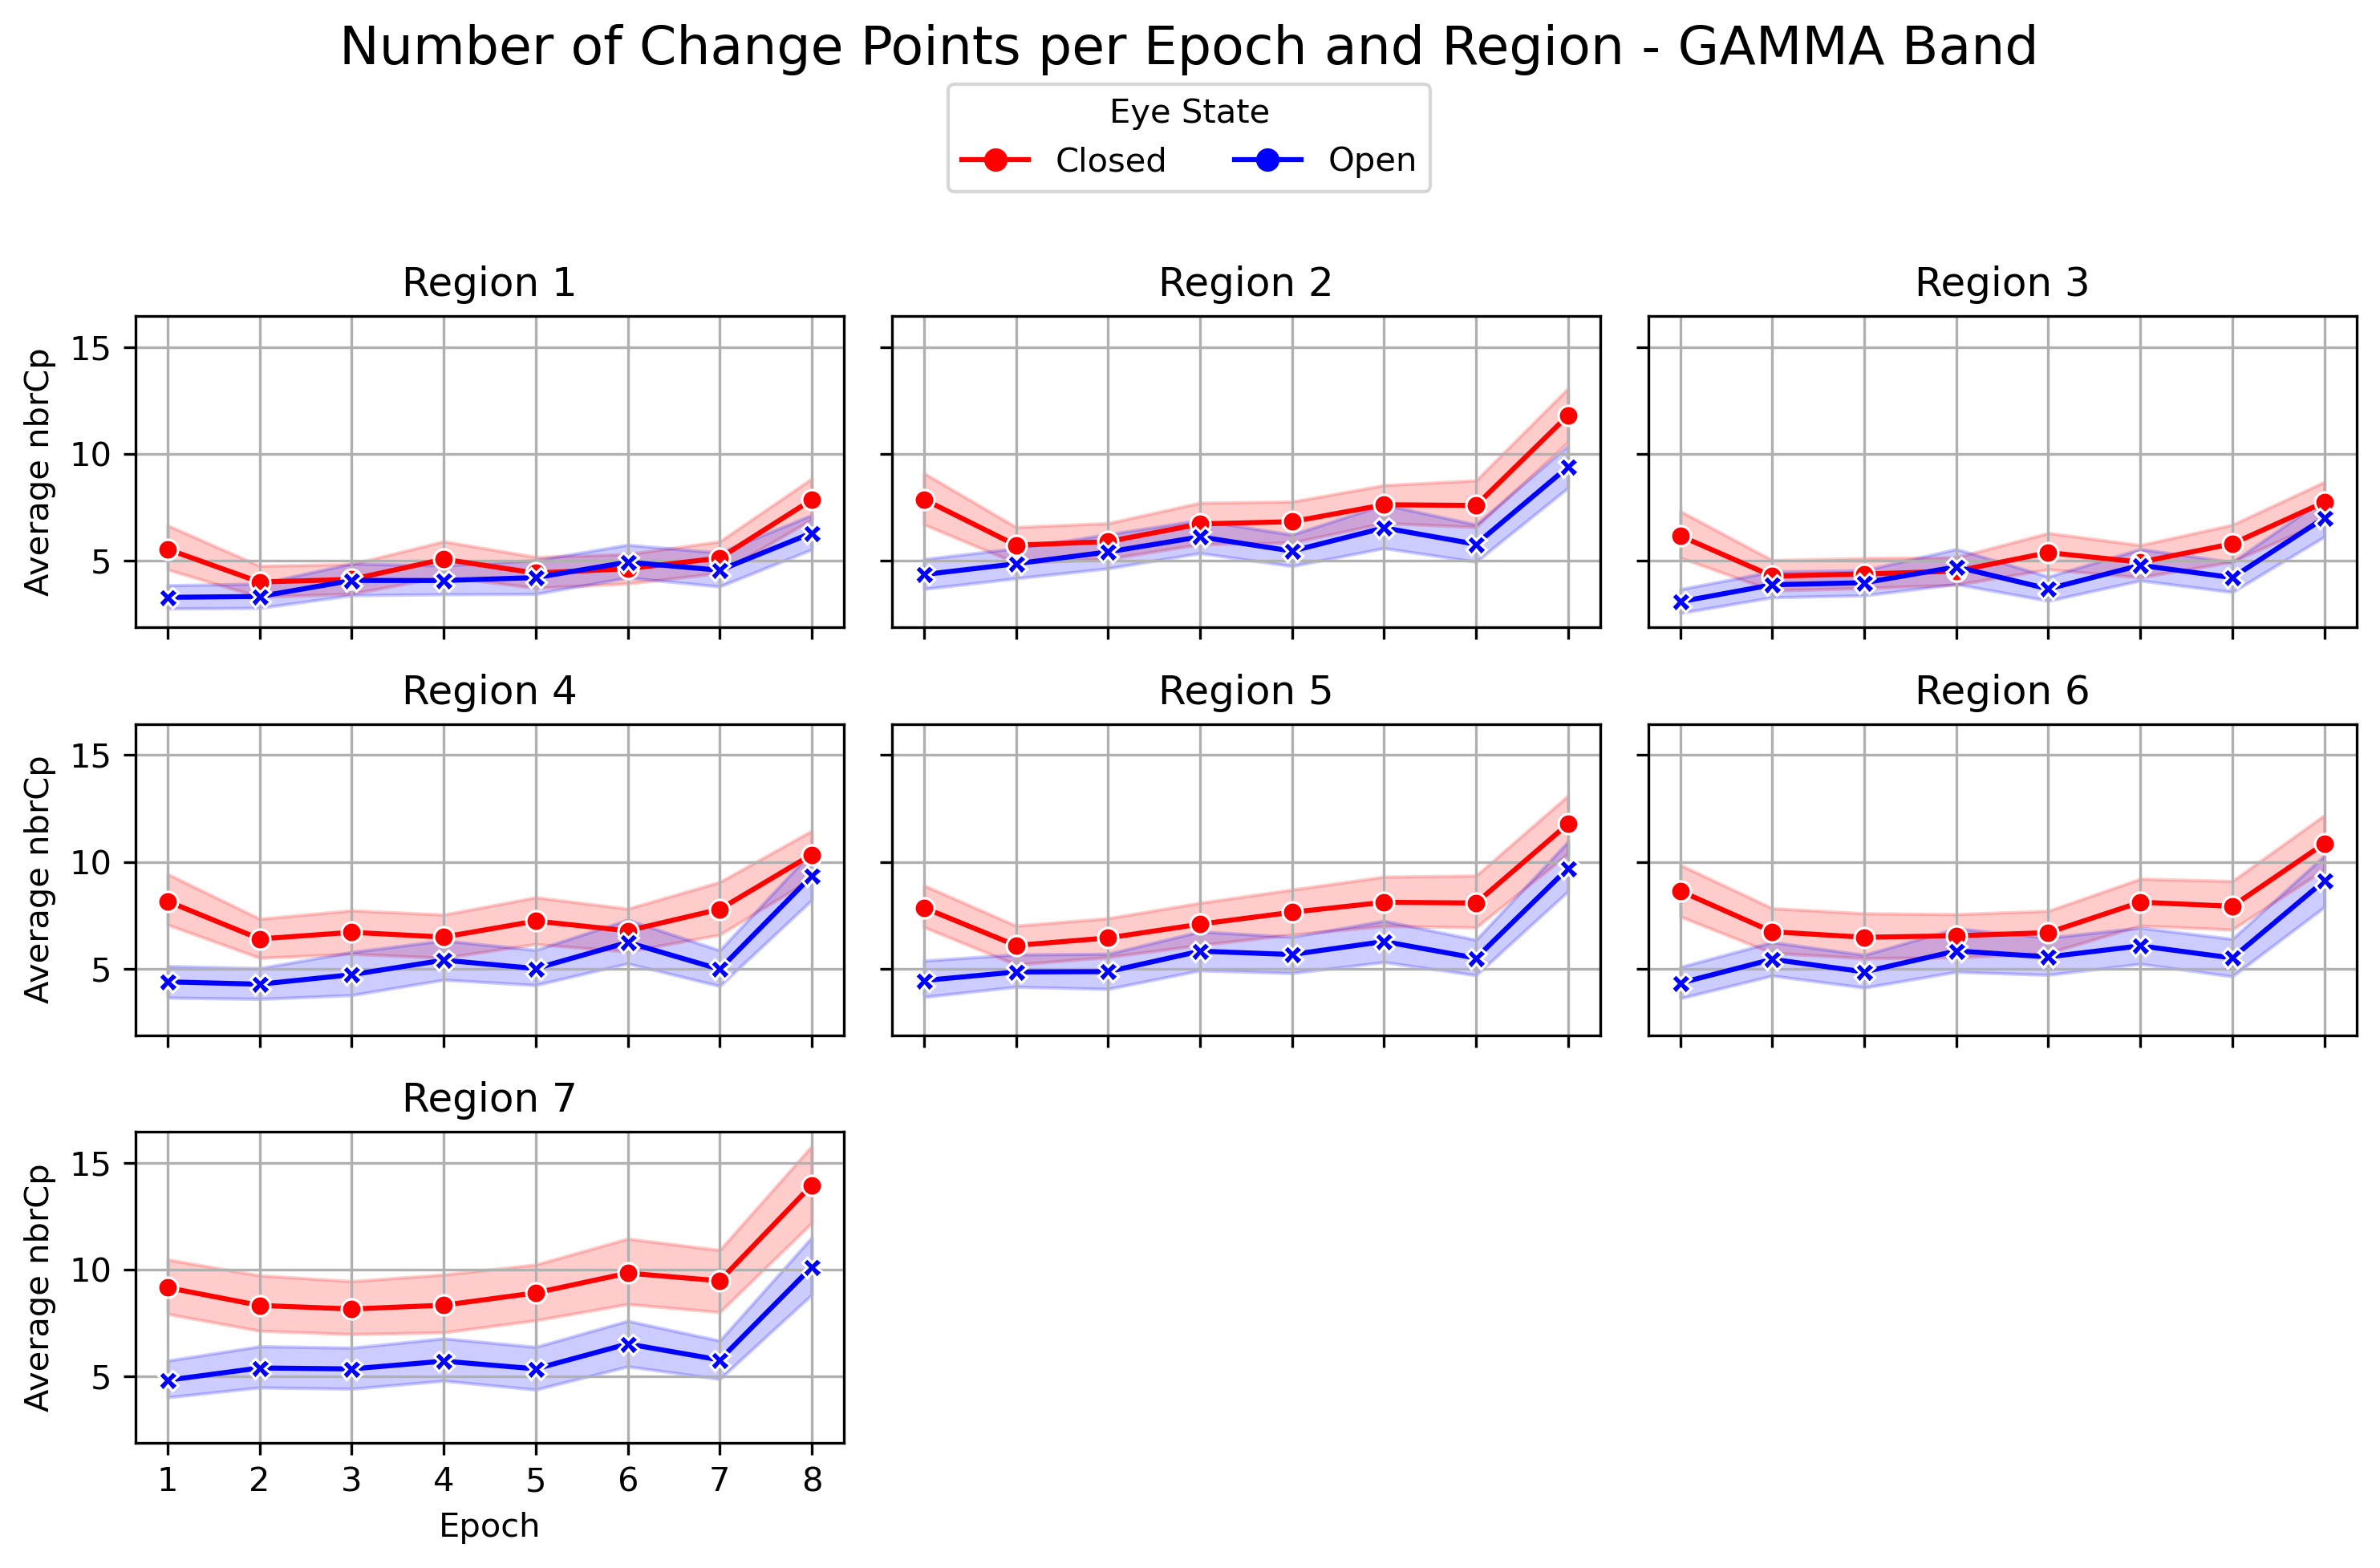 Number of Change Points per Epoch and Region - GAMMA Band
Eye State
Closed Open
Region 1
Region 2
Region 3
Average nbrCp
15
10
5
Region 4
Region 5
Region 6
Average nbrCp
15
10
5
Region 7
Average nbrCp
15
10
5
1 2 3 4 5 6 7 8
Epoch